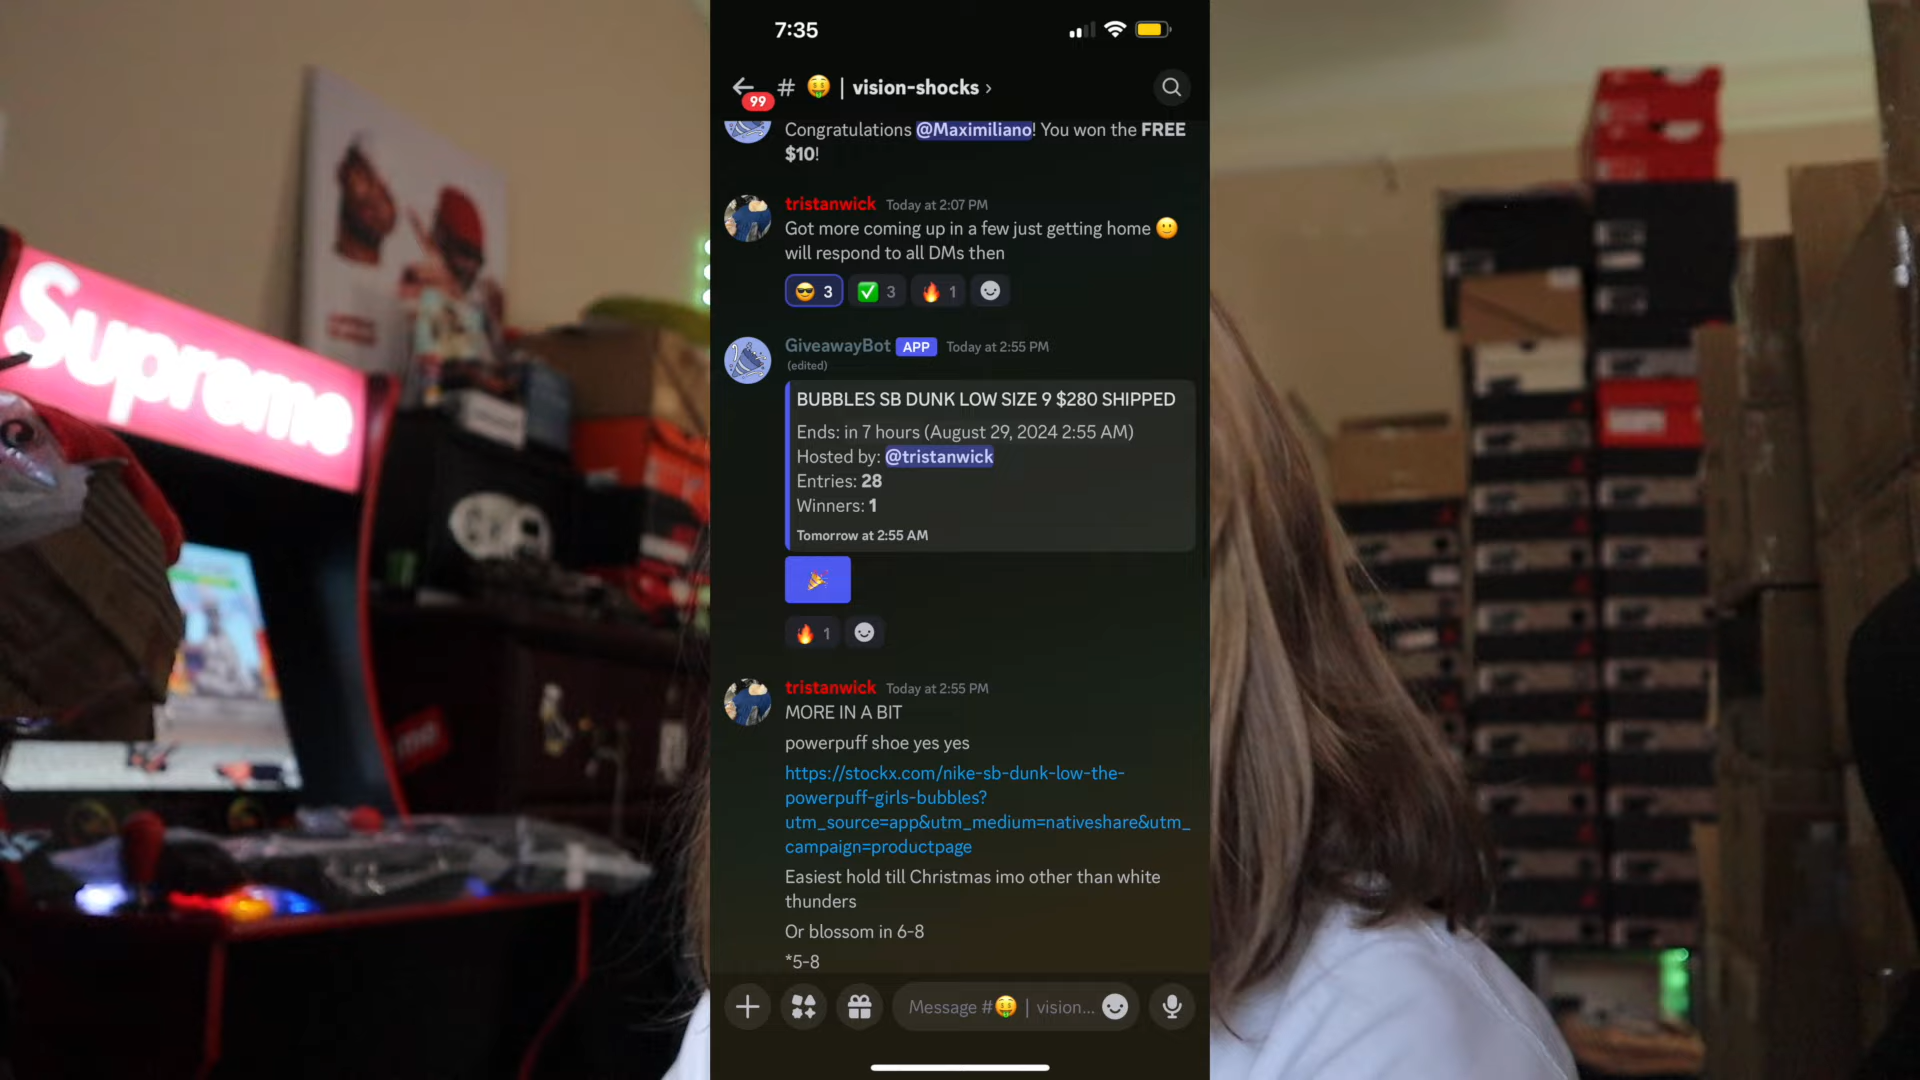 Supreme
7:35
99
# 🤑 | vision-shocks ›
Congratulations @Maximiliano! You won the FREE
$10!
tristanwick Today at 2:07 PM
Got more coming up in a few just getting home 🙂
will respond to all DMs then
😎 3 ✅ 3 🔥 1
GiveawayBot APP Today at 2:55 PM
(edited)
BUBBLES SB DUNK LOW SIZE 9 $280 SHIPPED
Ends: in 7 hours (August 29, 2024 2:55 AM)
Hosted by: @tristanwick
Entries: 28
Winners: 1
Tomorrow at 2:55 AM
🎉
🔥 1
tristanwick Today at 2:55 PM
MORE IN A BIT
powerpuff shoe yes yes
https://stockx.com/nike-sb-dunk-low-the-
powerpuff-girls-bubbles?
utm_source=app&utm_medium=nativeshare&utm_
campaign=productpage
Easiest hold till Christmas imo other than white
thunders
Or blossom in 6-8
*5-8
Message #🤑 | vision...